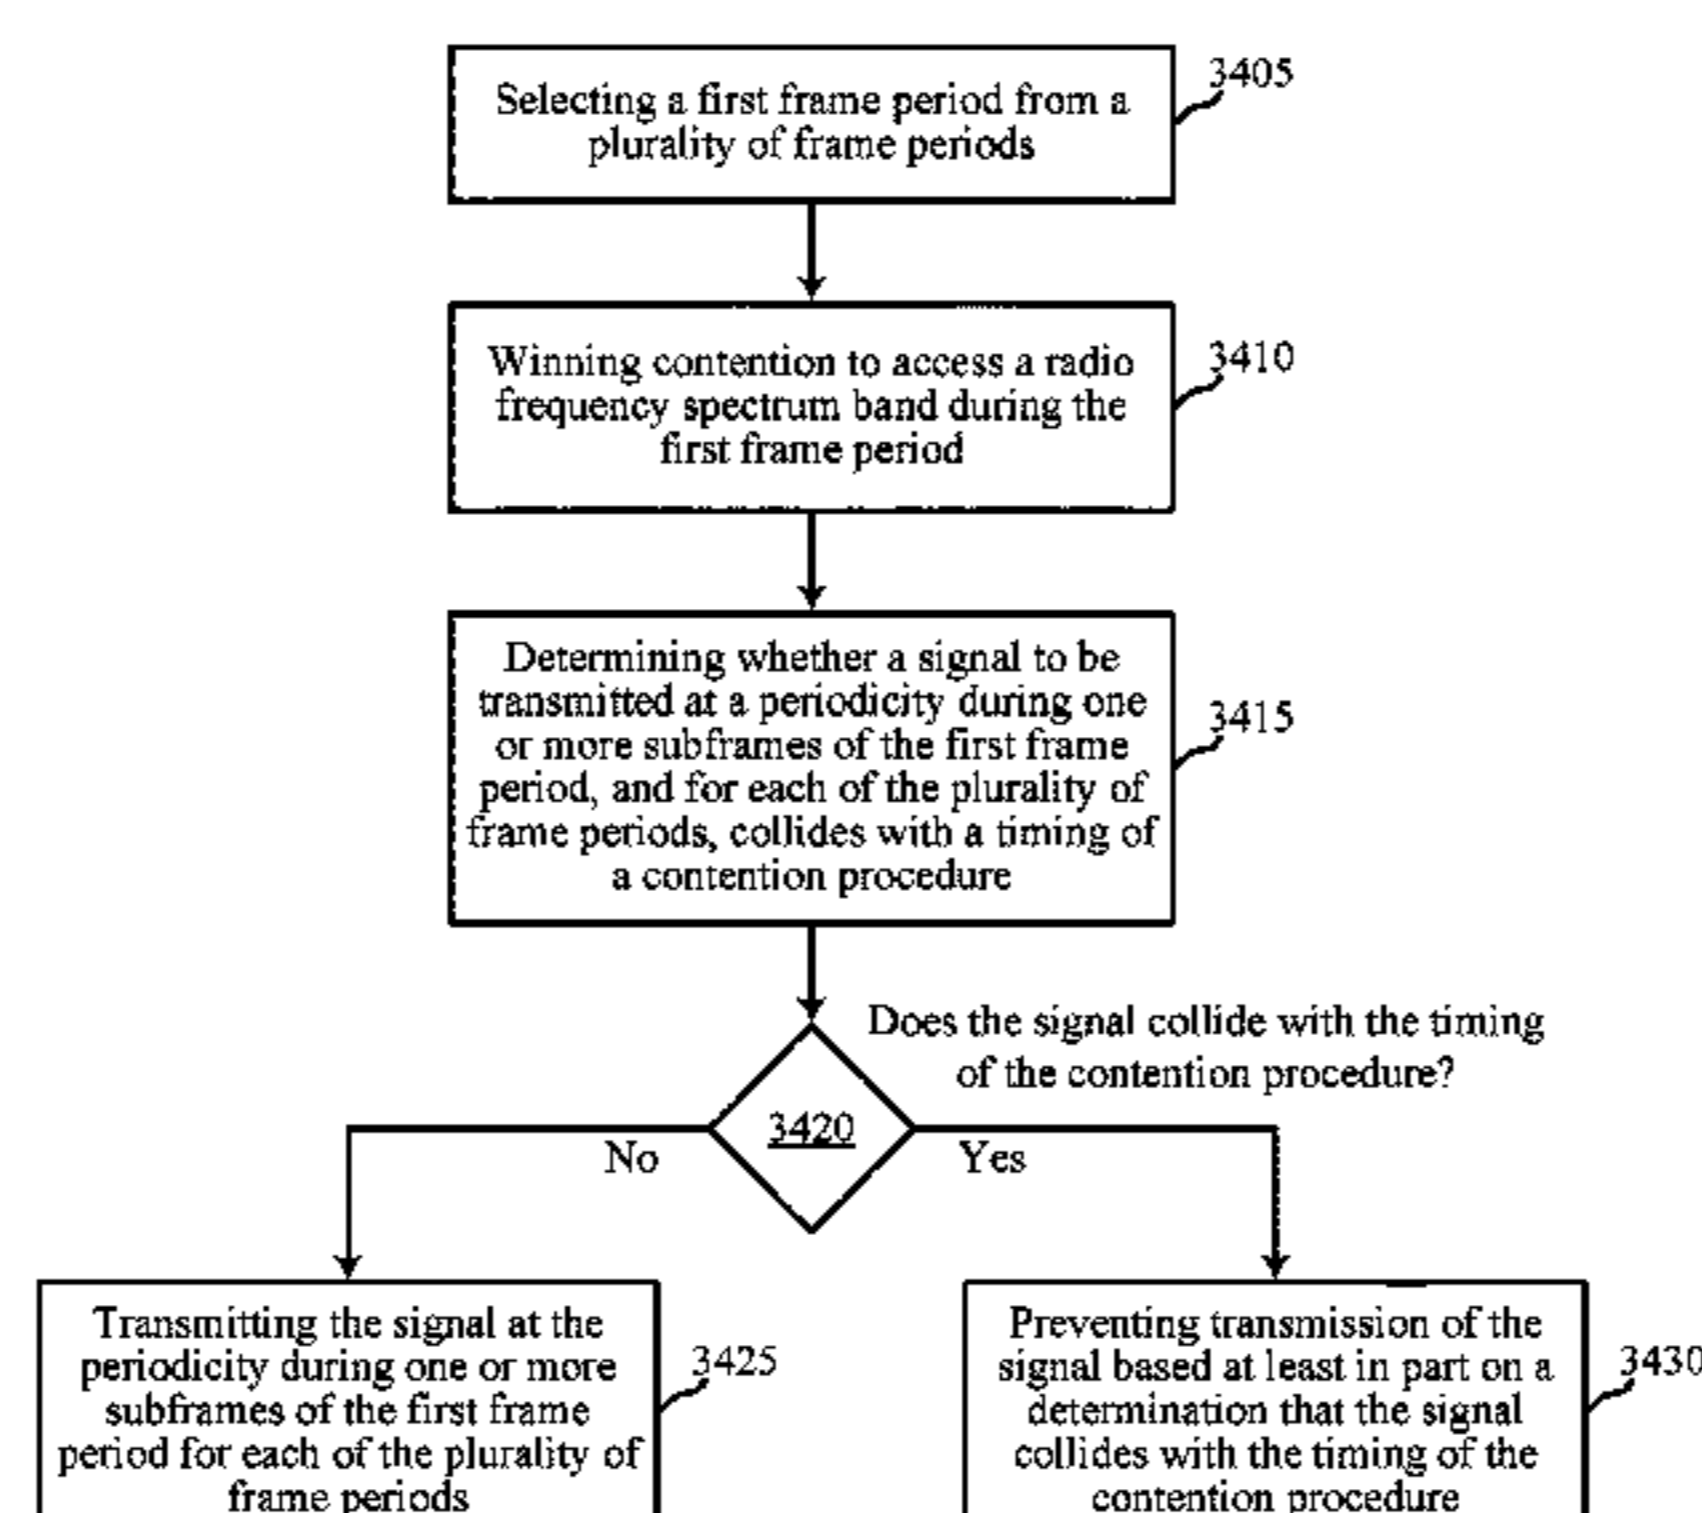 3405
Selecting a first frame period from a
plurality of frame periods
3410
Winning contention to access a radio
frequency spectrum band during the
first frame period
3415
Determining whether a signal to be
transmitted at a periodicity during one
or more subframes of the first frame
period, and for each of the plurality of
frame periods, collides with a timing of
a contention procedure
Does the signal collide with the timing
of the contention procedure?
3420
No
Yes
Transmitting the signal at the
periodicity during one or more
subframes of the first frame
period for each of the plurality of
frame periods
3425
Preventing transmission of the
signal based at least in part on a
determination that the signal
collides with the timing of the
contention procedure
3430